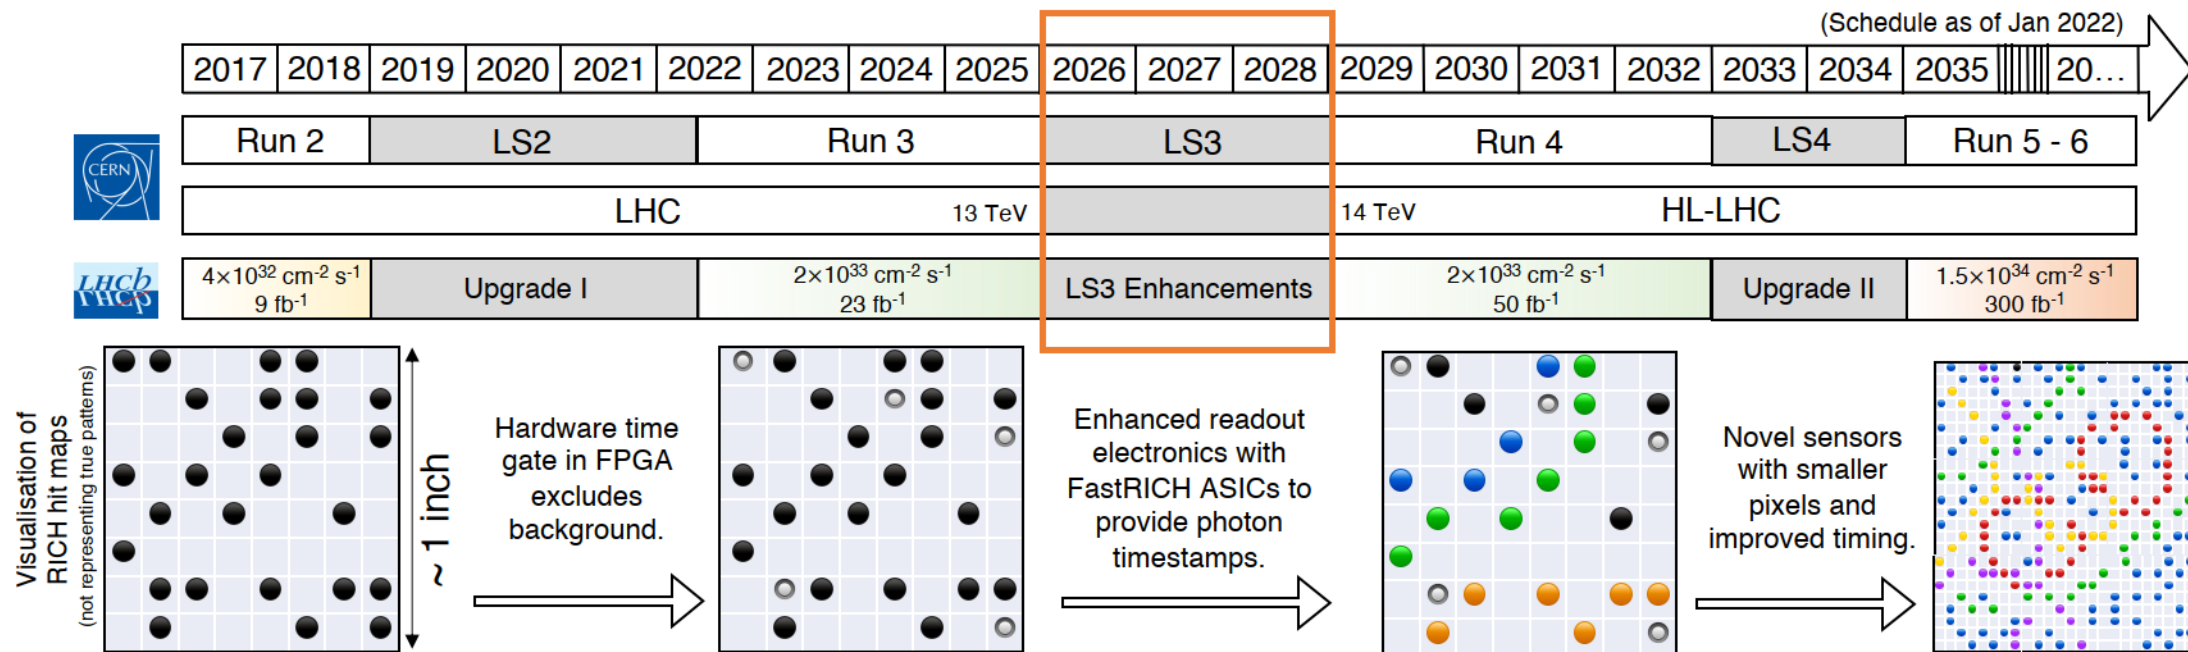 (Schedule as of Jan 2022)
2017 2018 2019 2020 2021 2022 2023 2024 2025 2026 2027 2028 2029 2030 2031 2032 2033 2034 2035 20...
CERN
Run 2 LS2 Run 3 LS3 Run 4 LS4 Run 5 - 6
LHC 13 TeV 14 TeV HL-LHC
LHCb
4×10³² cm⁻² s⁻¹
9 fb⁻¹
Upgrade I
2×10³³ cm⁻² s⁻¹
23 fb⁻¹
LS3 Enhancements
2×10³³ cm⁻² s⁻¹
50 fb⁻¹
Upgrade II
1.5×10³⁴ cm⁻² s⁻¹
300 fb⁻¹
Visualisation of
RICH hit maps
(not representing true patterns)
~ 1 inch
Hardware time
gate in FPGA
excludes
background.
Enhanced readout
electronics with
FastRICH ASICs to
provide photon
timestamps.
Novel sensors
with smaller
pixels and
improved timing.